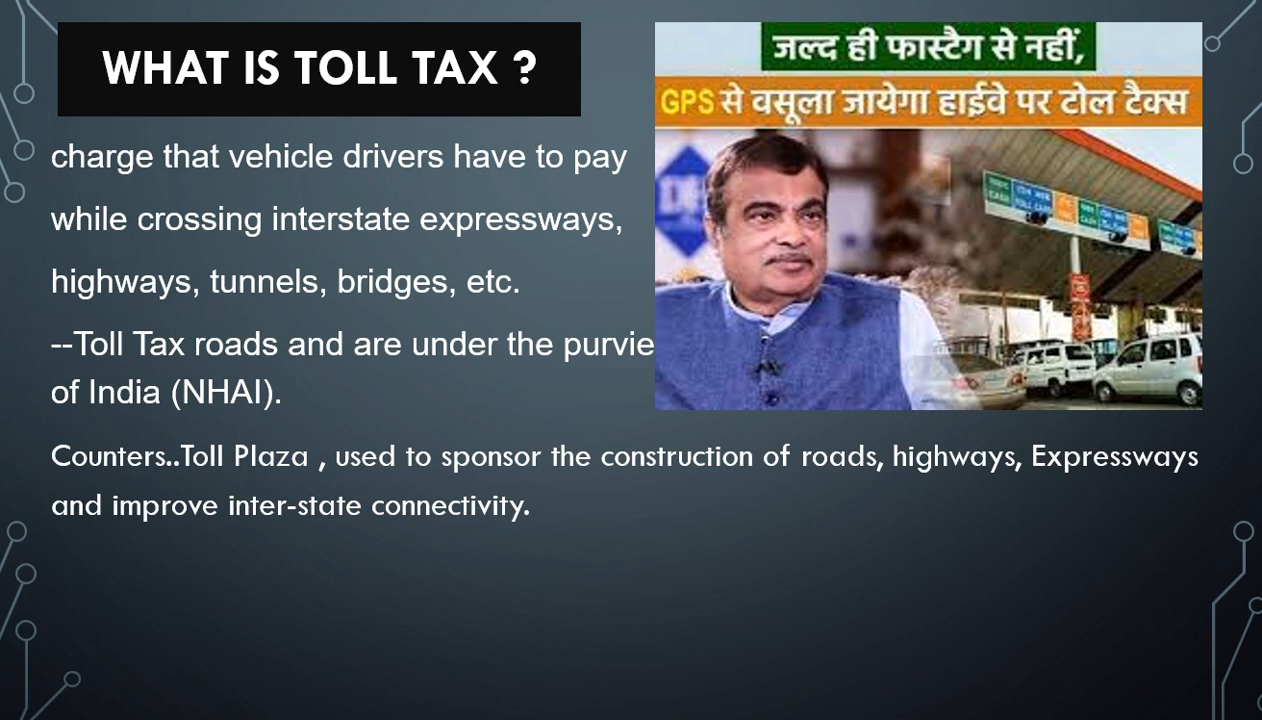 WHAT IS TOLL TAX ?
जल्द ही फास्टैग से नहीं,
GPS से वसूला जायेगा हाईवे पर टोल टैक्स
charge that vehicle drivers have to pay
while crossing interstate expressways,
highways, tunnels, bridges, etc.
--Toll Tax roads and are under the purvie
of India (NHAI).
Counters..Toll Plaza , used to sponsor the construction of roads, highways, Expressways
and improve inter-state connectivity.